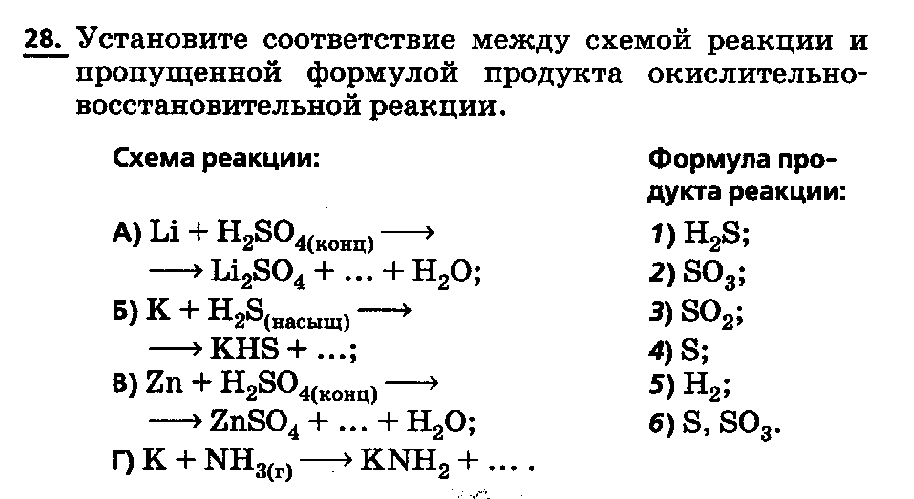 28. Установите соответствие между схемой реакции и
пропущенной формулой продукта окислительно-
восстановительной реакции.
Схема реакции:
Формула про-
дукта реакции:
А) Li + H₂SO₄(конц) ⟶
⟶ Li₂SO₄ + ... + H₂O;
Б) K + H₂S(насыщ) ⟶
⟶ KHS + ...;
В) Zn + H₂SO₄(конц) ⟶
⟶ ZnSO₄ + ... + H₂O;
Г) K + NH₃(г) ⟶ KNH₂ + ... .
1) H₂S;
2) SO₃;
3) SO₂;
4) S;
5) H₂;
6) S, SO₃.